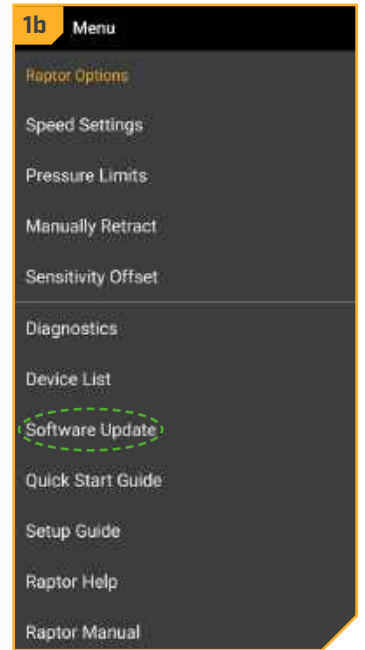 1b
Menu
Raptor Options
Speed Settings
Pressure Limits
Manually Retract
Sensitivity Offset
Diagnostics
Device List
Software Update
Quick Start Guide
Setup Guide
Raptor Help
Raptor Manual